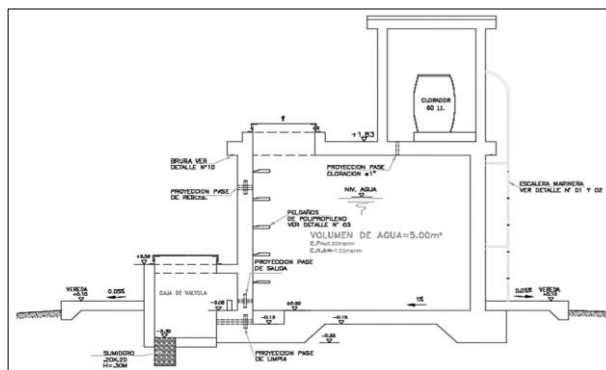 CLORADOR
60 Lt.
+1.53
BRUÑA VER
DETALLE N°10
PROYECCION PASE
CLORACION ø1"
PROYECCION PASE
DE REBOSE
NIV. AGUA
ESCALERA MARINERA
VER DETALLE N° 01 Y 02
PELDAÑOS
DE POLIPROPILENO
VER DETALLE N° 03
VOLUMEN DE AGUA=5.00m³
PROYECCION PASE
DE SALIDA
VEREDA
+0.10
0.05%
CAJA DE VALVULA
1%
0.05%
VEREDA
+0.10
SUMIDERO
.20X.20
H=.30M
PROYECCION PASE
DE LIMPIA